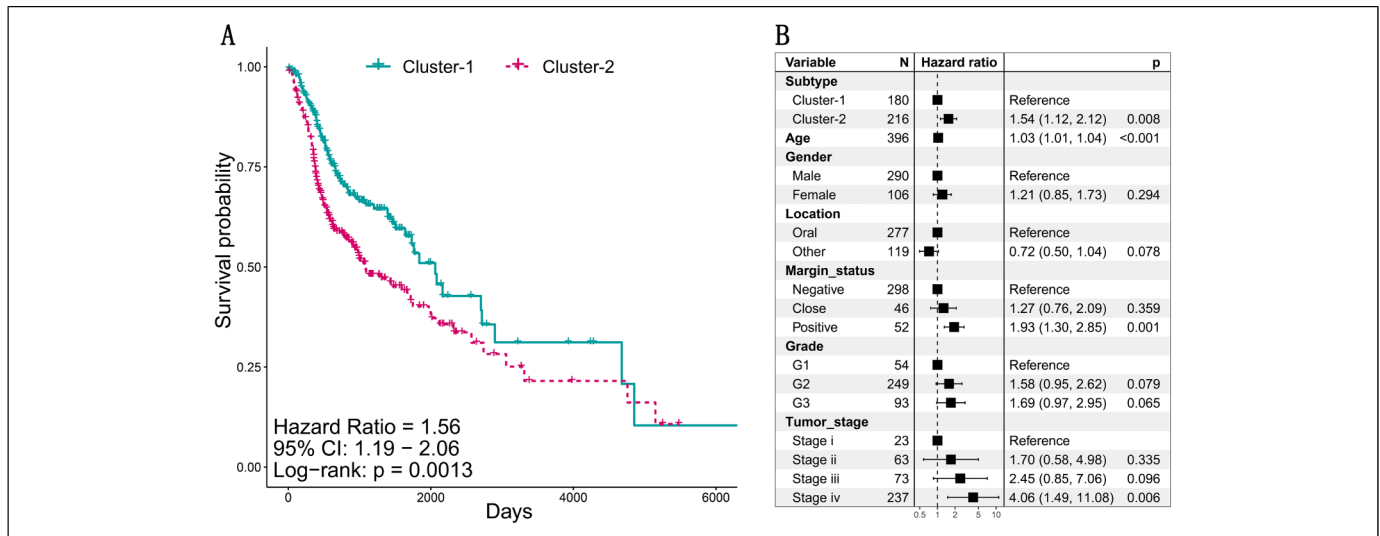 A
Cluster-1 Cluster-2
Survival probability
1.00
0.75
0.50
0.25
0.00
Hazard Ratio = 1.56
95% CI: 1.19 − 2.06
Log−rank: p = 0.0013
0 2000 4000 6000
Days
B
Variable N Hazard ratio p
Subtype
Cluster-1 180 Reference
Cluster-2 216 1.54 (1.12, 2.12) 0.008
Age 396 1.03 (1.01, 1.04) <0.001
Gender
Male 290 Reference
Female 106 1.21 (0.85, 1.73) 0.294
Location
Oral 277 Reference
Other 119 0.72 (0.50, 1.04) 0.078
Margin_status
Negative 298 Reference
Close 46 1.27 (0.76, 2.09) 0.359
Positive 52 1.93 (1.30, 2.85) 0.001
Grade
G1 54 Reference
G2 249 1.58 (0.95, 2.62) 0.079
G3 93 1.69 (0.97, 2.95) 0.065
Tumor_stage
Stage i 23 Reference
Stage ii 63 1.70 (0.58, 4.98) 0.335
Stage iii 73 2.45 (0.85, 7.06) 0.096
Stage iv 237 4.06 (1.49, 11.08) 0.006
0.5 1 2 5 10